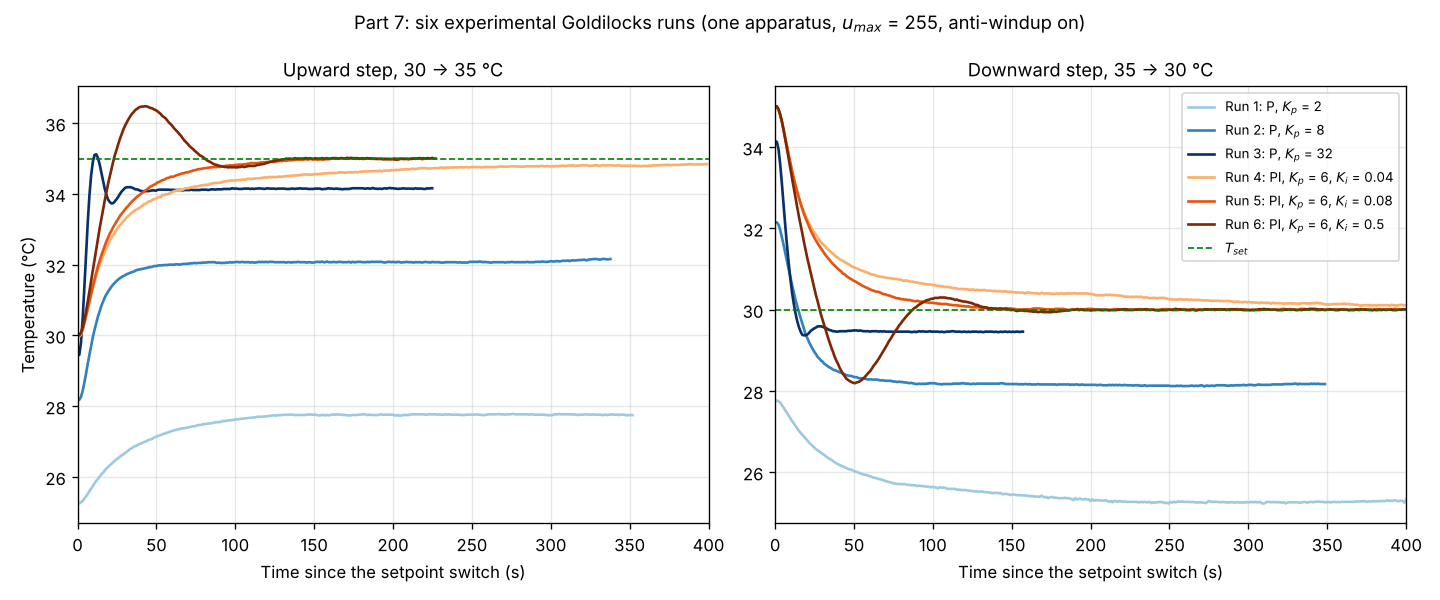 Part 7: six experimental Goldilocks runs (one apparatus, u_max = 255, anti-windup on)
Upward step, 30 → 35 °C
Temperature (°C)
36
34
32
30
28
26
0 50 100 150 200 250 300 350 400
Time since the setpoint switch (s)
Downward step, 35 → 30 °C
Run 1: P, K_p = 2
Run 2: P, K_p = 8
Run 3: P, K_p = 32
Run 4: PI, K_p = 6, K_i = 0.04
Run 5: PI, K_p = 6, K_i = 0.08
Run 6: PI, K_p = 6, K_i = 0.5
T_set
34
32
30
28
26
0 50 100 150 200 250 300 350 400
Time since the setpoint switch (s)